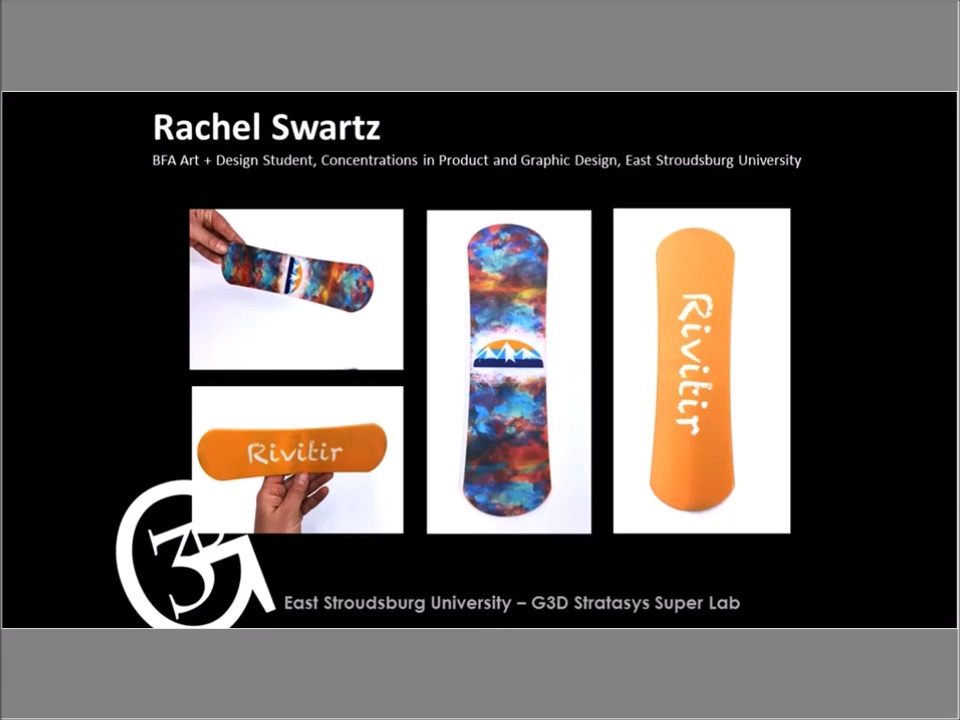 Rachel Swartz
BFA Art + Design Student, Concentrations in Product and Graphic Design, East Stroudsburg University
Rivitir
Rivitir
G3D
East Stroudsburg University – G3D Stratasys Super Lab